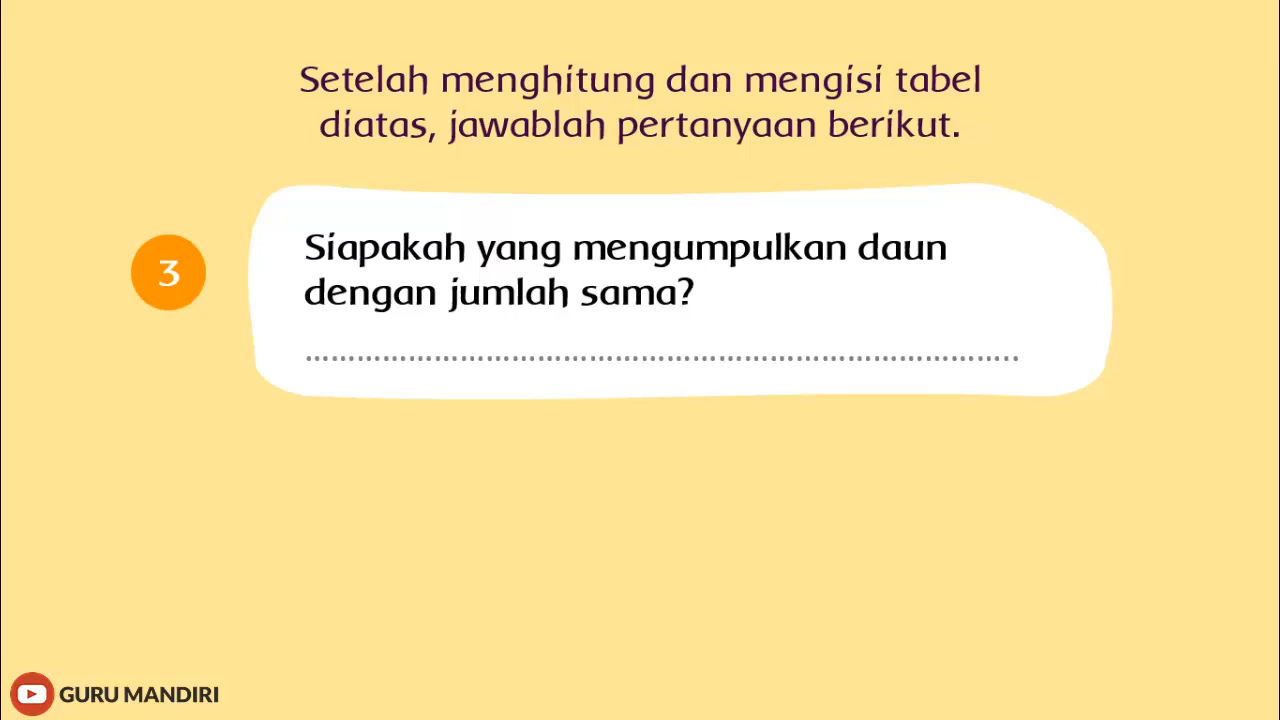 Setelah menghitung dan mengisi tabel
diatas, jawablah pertanyaan berikut.
3
Siapakah yang mengumpulkan daun
dengan jumlah sama?
................................................................................
GURU MANDIRI